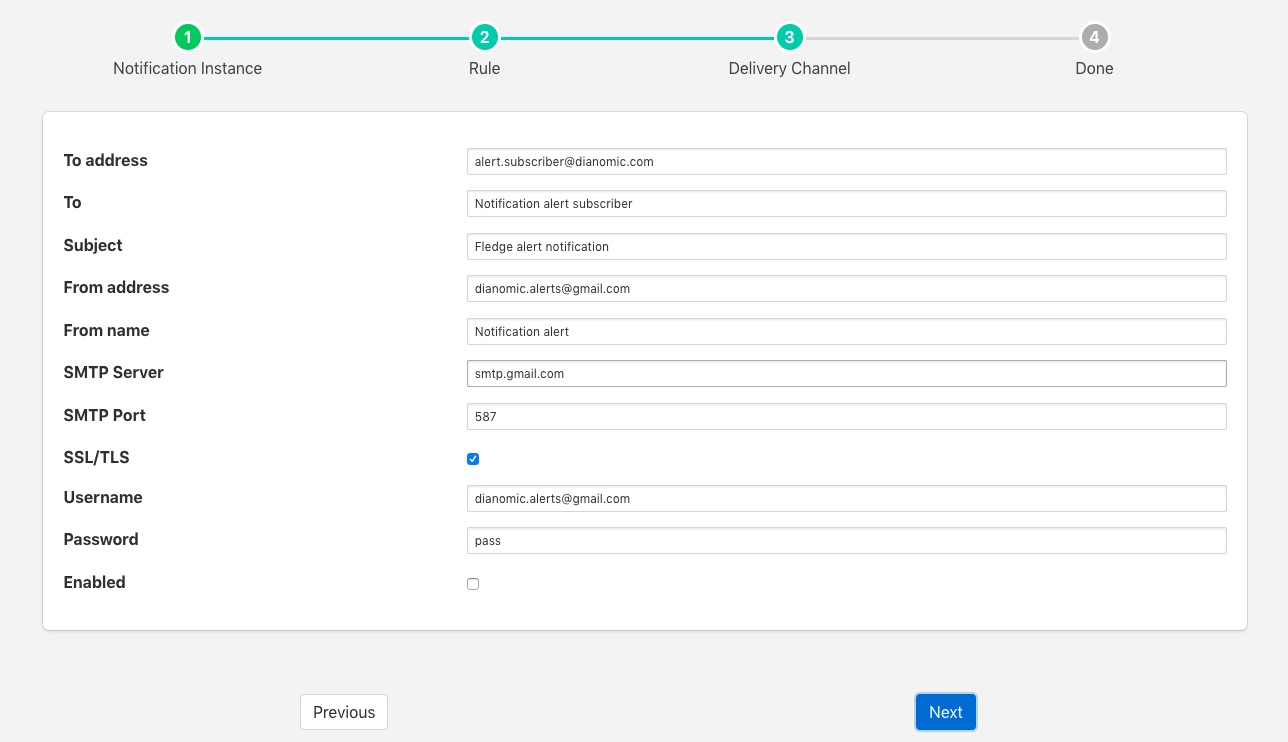 1 2 3 4
Notification Instance Rule Delivery Channel Done
To address alert.subscriber@dianomic.com
To Notification alert subscriber
Subject Fledge alert notification
From address dianomic.alerts@gmail.com
From name Notification alert
SMTP Server smtp.gmail.com
SMTP Port 587
SSL/TLS
Username dianomic.alerts@gmail.com
Password pass
Enabled
Previous Next